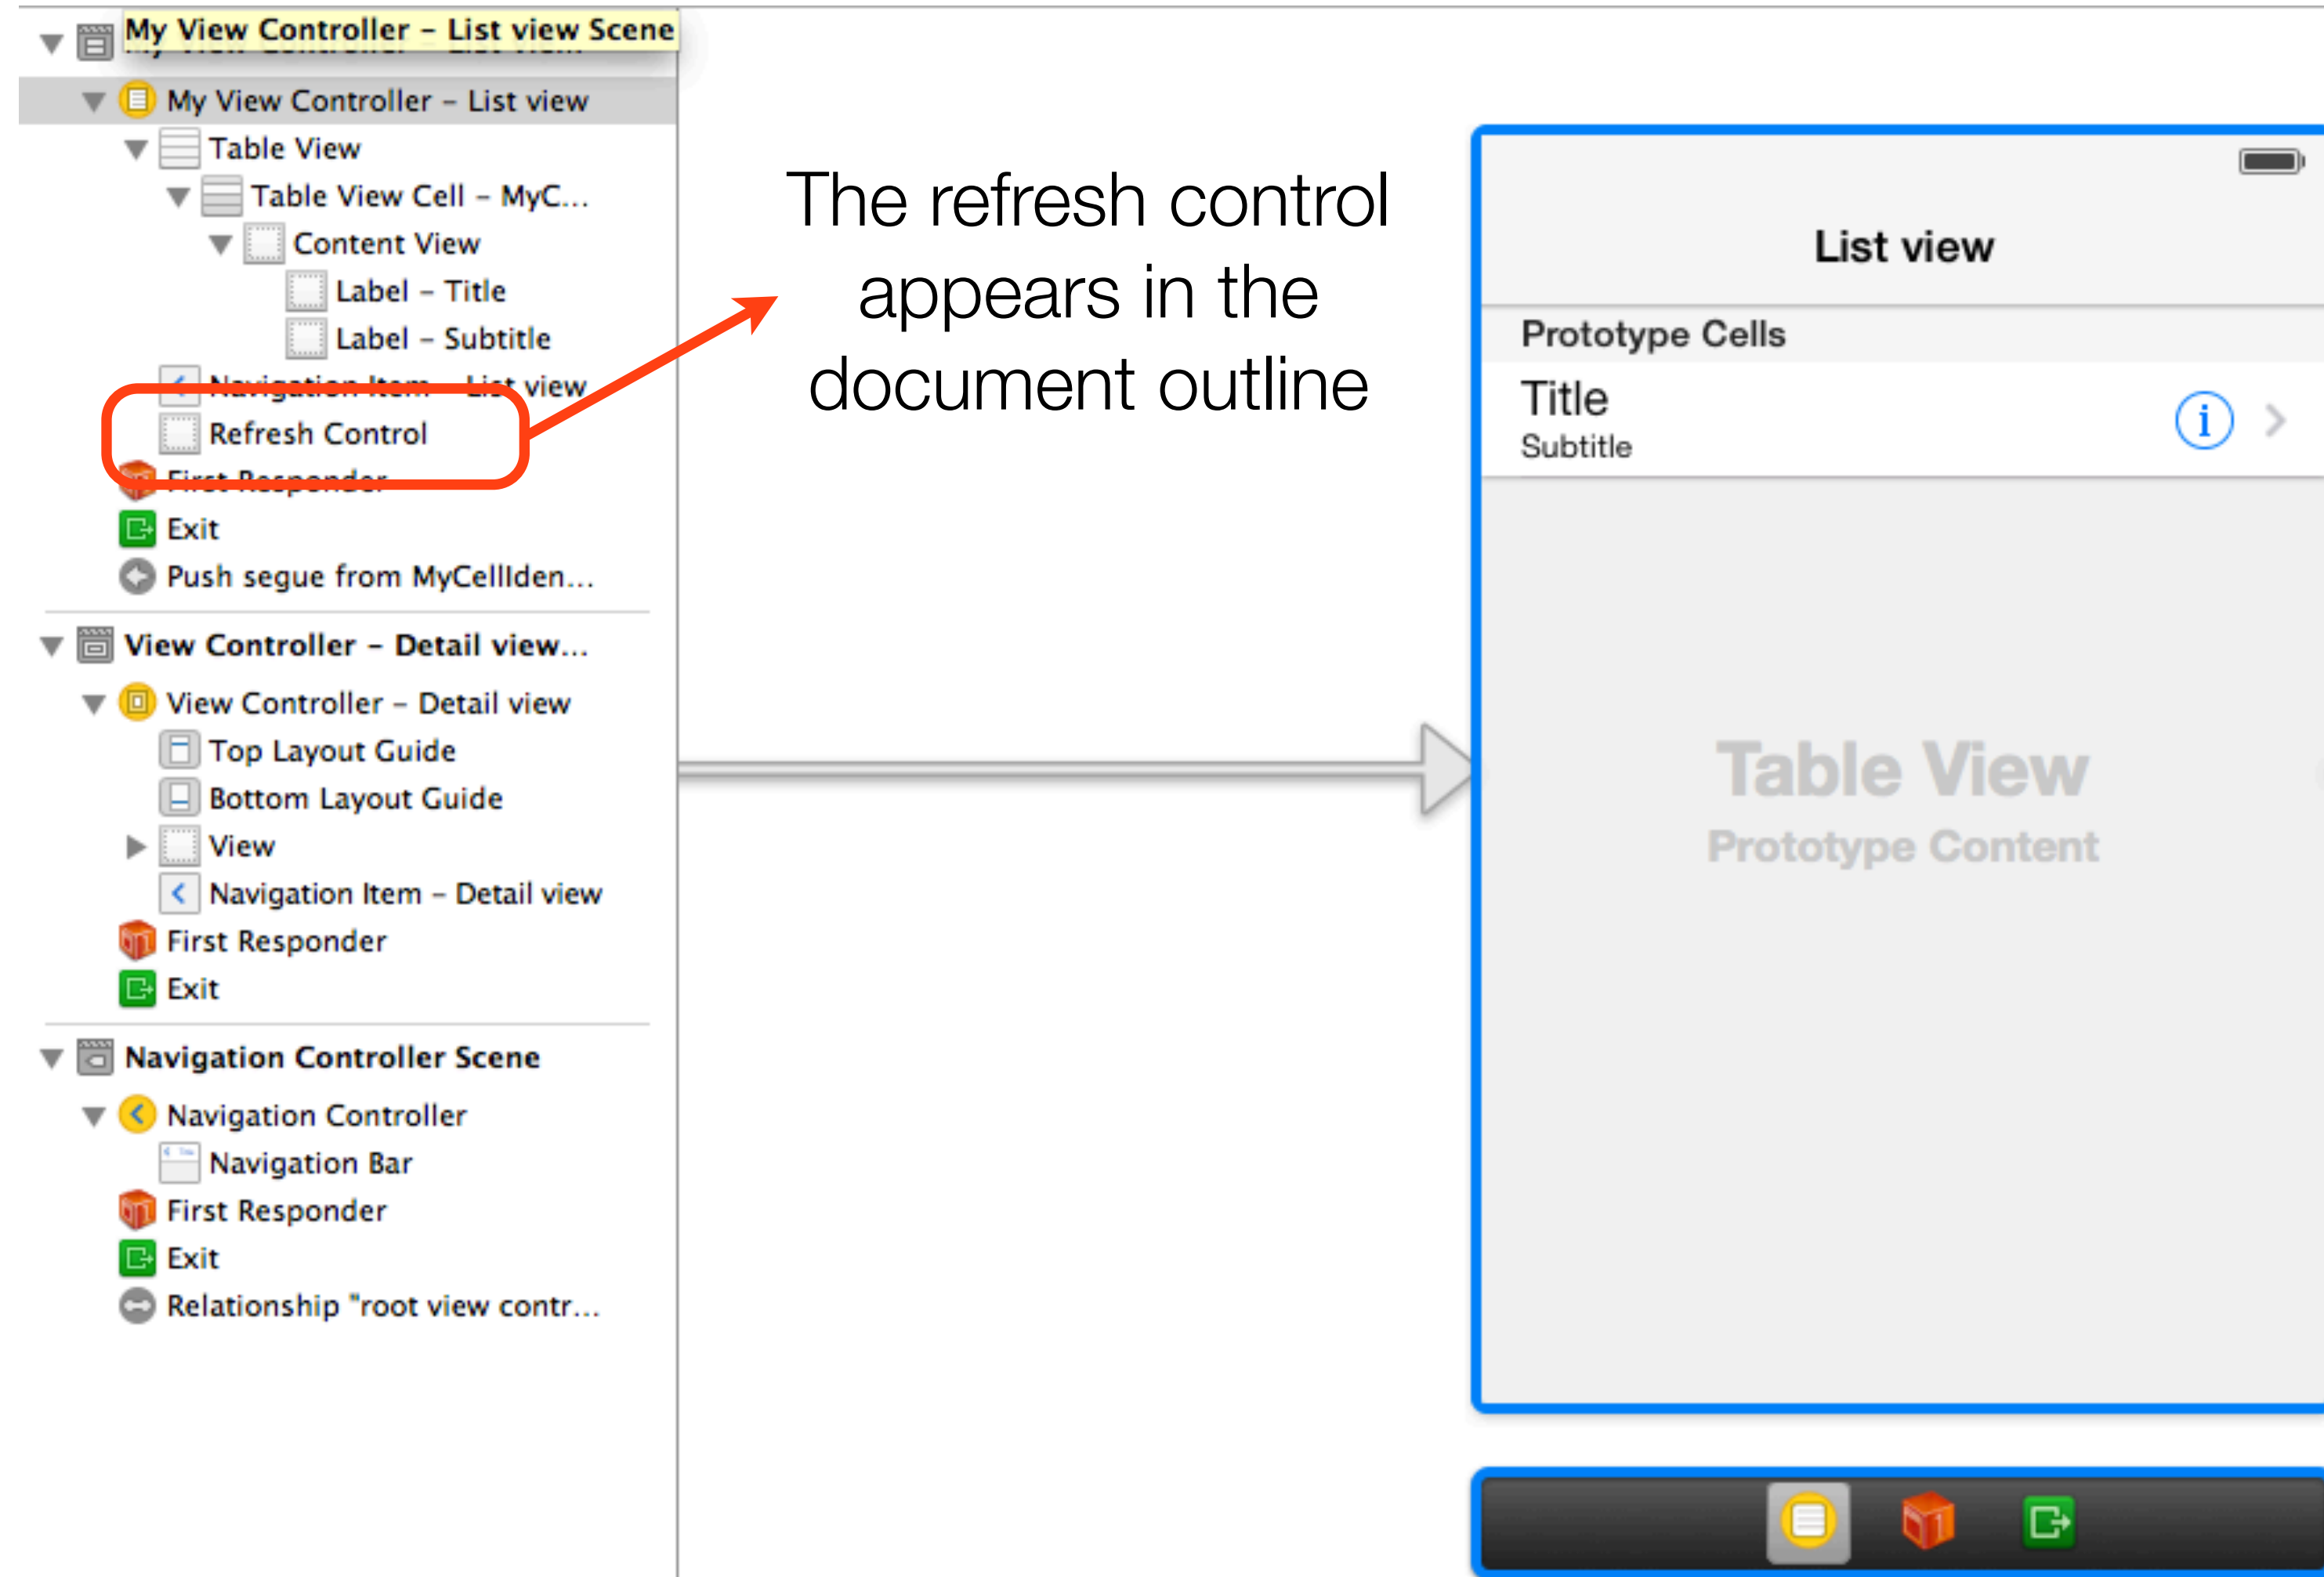 My View Controller – List view Scene
My View Controller – List view
Table View
Table View Cell – MyC...
Content View
Label – Title
Label – Subtitle
Navigation Item – List view
Refresh Control
First Responder
Exit
Push segue from MyCellIden...
View Controller – Detail view...
View Controller – Detail view
Top Layout Guide
Bottom Layout Guide
View
Navigation Item – Detail view
First Responder
Exit
Navigation Controller Scene
Navigation Controller
Navigation Bar
First Responder
Exit
Relationship "root view contr...
The refresh control
appears in the
document outline
List view
Prototype Cells
Title
Subtitle
Table View
Prototype Content